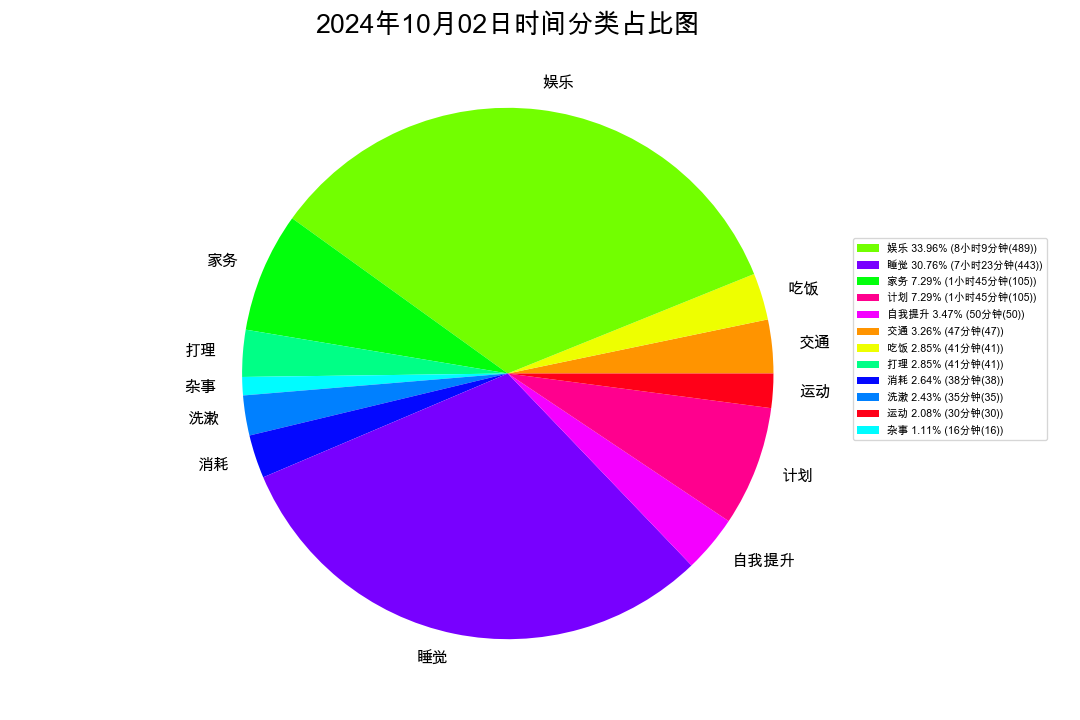 2024年10月02日时间分类占比图
娱乐
家务
吃饭
交通
打理
杂事
运动
洗漱
消耗
计划
自我提升
睡觉
娱乐 33.96% (8小时9分钟(489))
睡觉 30.76% (7小时23分钟(443))
家务 7.29% (1小时45分钟(105))
计划 7.29% (1小时45分钟(105))
自我提升 3.47% (50分钟(50))
交通 3.26% (47分钟(47))
吃饭 2.85% (41分钟(41))
打理 2.85% (41分钟(41))
消耗 2.64% (38分钟(38))
洗漱 2.43% (35分钟(35))
运动 2.08% (30分钟(30))
杂事 1.11% (16分钟(16))